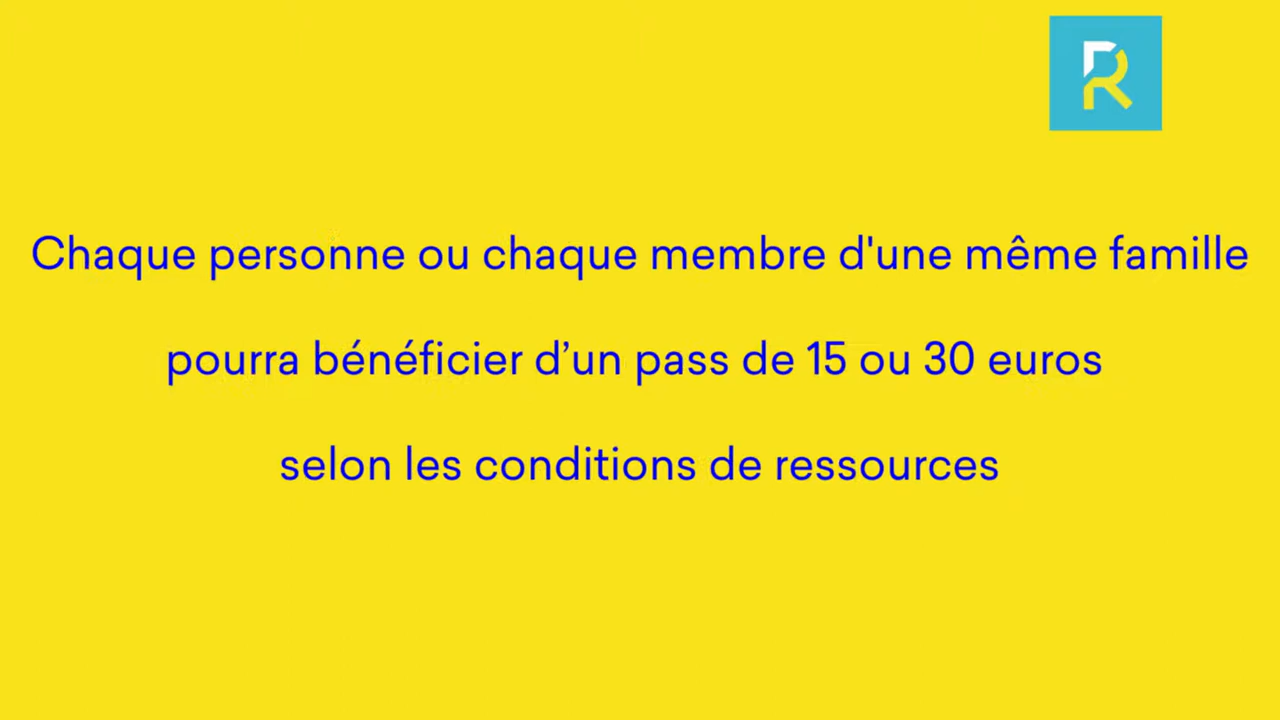 R
Chaque personne ou chaque membre d'une même famille
pourra bénéficier d’un pass de 15 ou 30 euros
selon les conditions de ressources